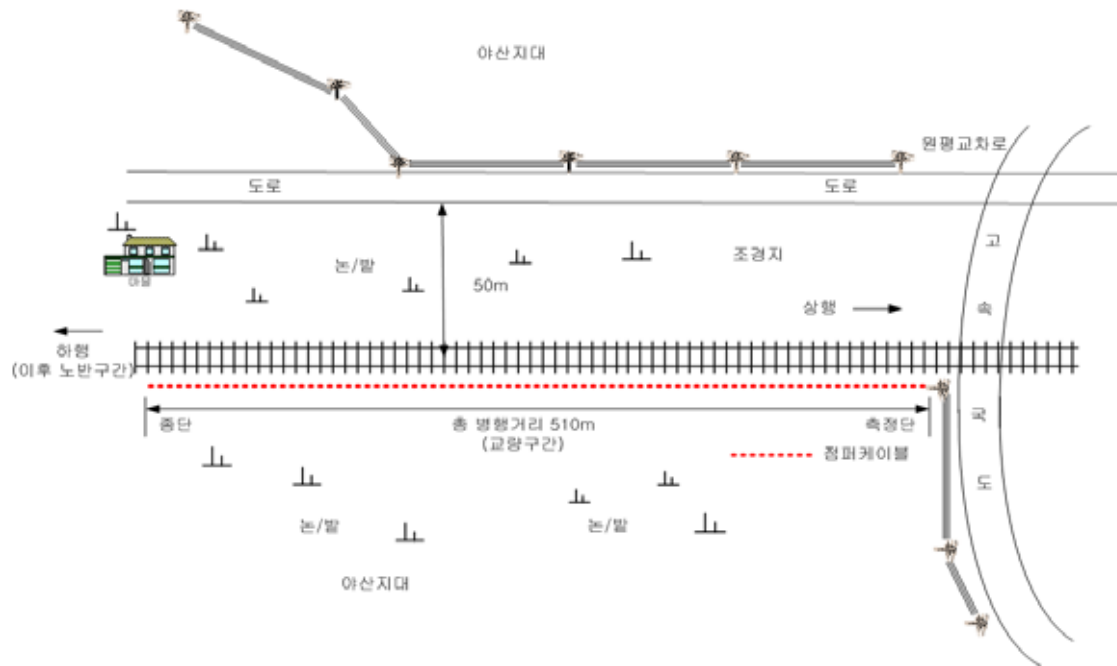 야산지대
원평교차로
도로
도로
고
속
국
도
마을
논/밭
조경지
50m
상행
하행
(이후 노반구간)
종단
총 병행거리 510m
(교량구간)
측정단
점퍼케이블
논/밭
논/밭
야산지대